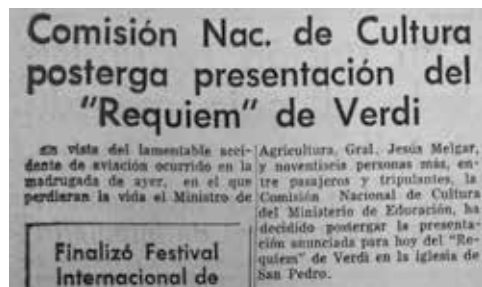 Comisión Nac. de Cultura
posterga presentación del
"Requiem" de Verdi
En vista del lamentable acci-
dente de aviación ocurrido en la
madrugada de ayer, en el que
perdieran la vida el Ministro de
Agricultura, Gral. Jesús Melgar,
y noventiseis personas más, en-
tre pasajeros y tripulantes, la
Comisión Nacional de Cultura
del Ministerio de Educación, ha
decidido postergar la presenta-
ción anunciada para hoy del "Re-
quiem" de Verdi en la iglesia de
San Pedro.
Finalizó Festival
Internacional de